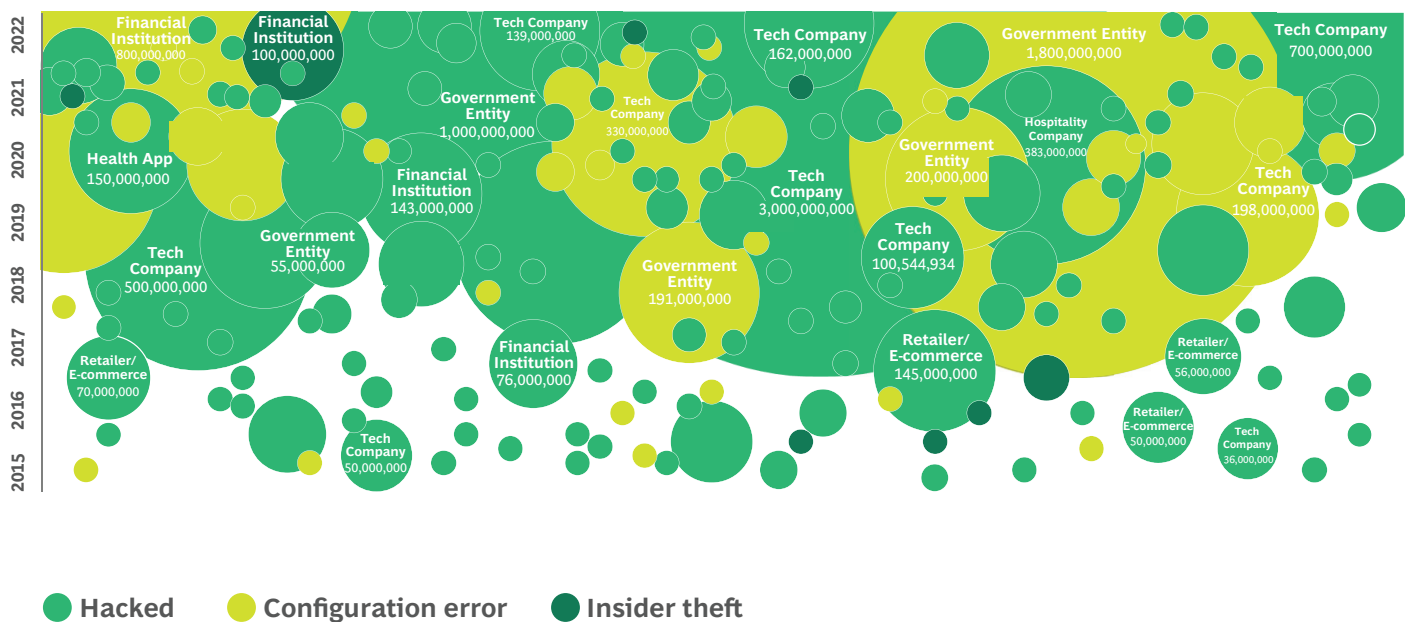 2022
2021
2020
2019
2018
2017
2016
2015
Financial
Institution
800,000,000
Financial
Institution
100,000,000
Tech Company
139,000,000
Tech Company
162,000,000
Government Entity
1,800,000,000
Tech Company
700,000,000
Government
Entity
1,000,000,000
Tech
Company
330,000,000
Hospitality
Company
383,000,000
Health App
150,000,000
Financial
Institution
143,000,000
Tech
Company
3,000,000,000
Government
Entity
200,000,000
Tech
Company
198,000,000
Tech
Company
500,000,000
Government
Entity
55,000,000
Government
Entity
191,000,000
Tech
Company
100,544,934
Retailer/
E-commerce
70,000,000
Financial
Institution
76,000,000
Retailer/
E-commerce
145,000,000
Retailer/
E-commerce
56,000,000
Tech
Company
50,000,000
Retailer/
E-commerce
50,000,000
Tech
Company
36,000,000
Hacked
Configuration error
Insider theft